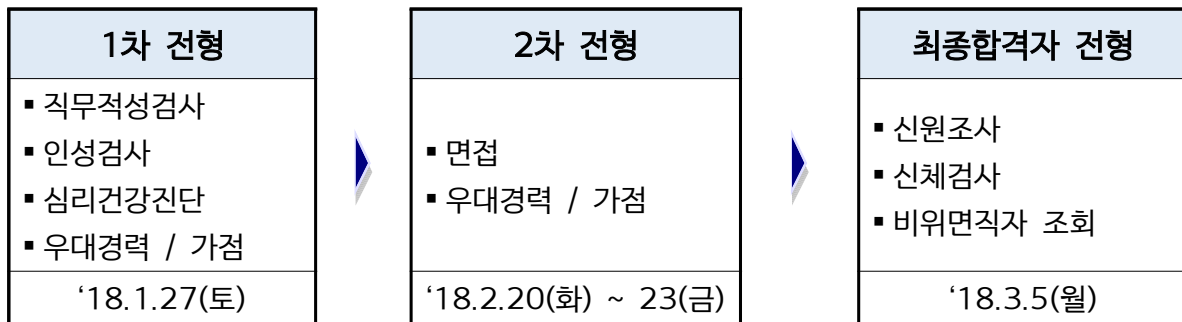 1차 전형
▪ 직무적성검사
▪ 인성검사
▪ 심리건강진단
▪ 우대경력 / 가점
‘18.1.27(토)
2차 전형
▪ 면접
▪ 우대경력 / 가점
‘18.2.20(화) ~ 23(금)
최종합격자 전형
▪ 신원조사
▪ 신체검사
▪ 비위면직자 조회
‘18.3.5(월)